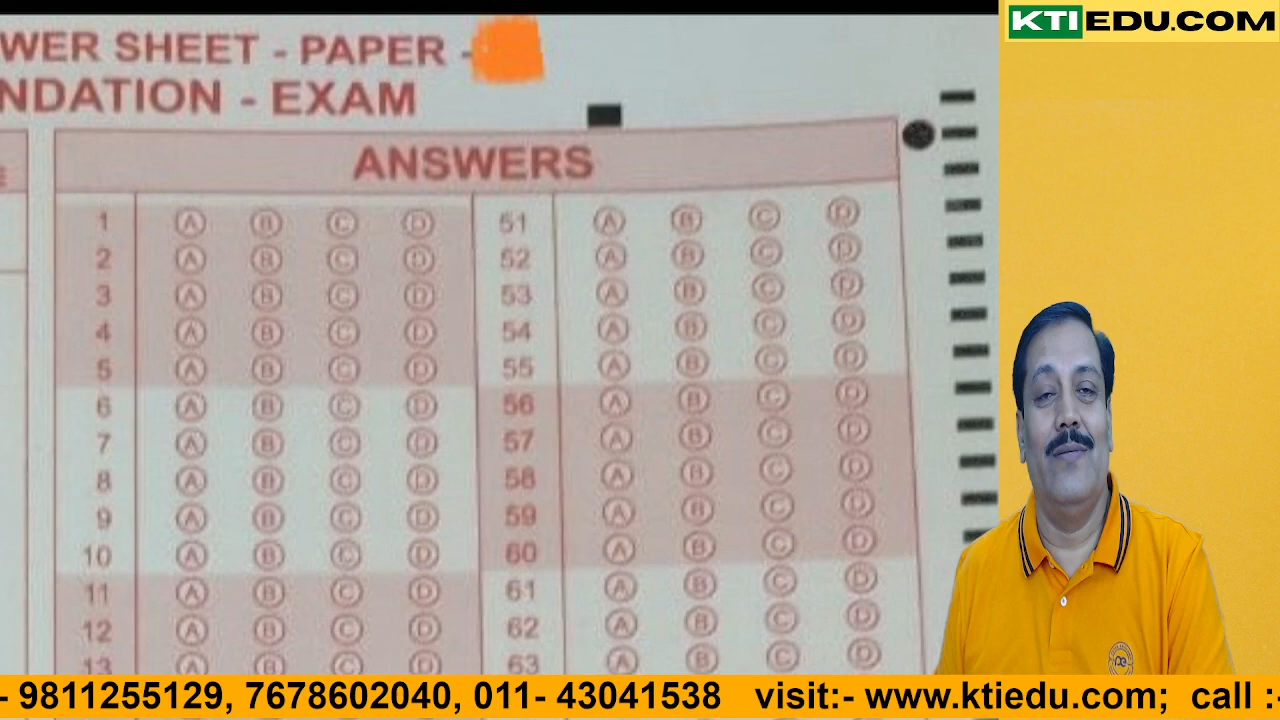 KTIEDU.COM
WER SHEET - PAPER -
NDATION - EXAM
E
ANSWERS
1 A B C D 51 A B C D
2 A B C D 52 A B C D
3 A B C D 53 A B C D
4 A B C D 54 A B C D
5 A B C D 55 A B C D
6 A B C D 56 A B C D
7 A B C D 57 A B C D
8 A B C D 58 A B C D
9 A B C D 59 A B C D
10 A B C D 60 A B C D
11 A B C D 61 A B C D
12 A B C D 62 A B C D
13 A B C D 63 A B C D
- 9811255129, 7678602040, 011- 43041538 visit:- www.ktiedu.com; call :